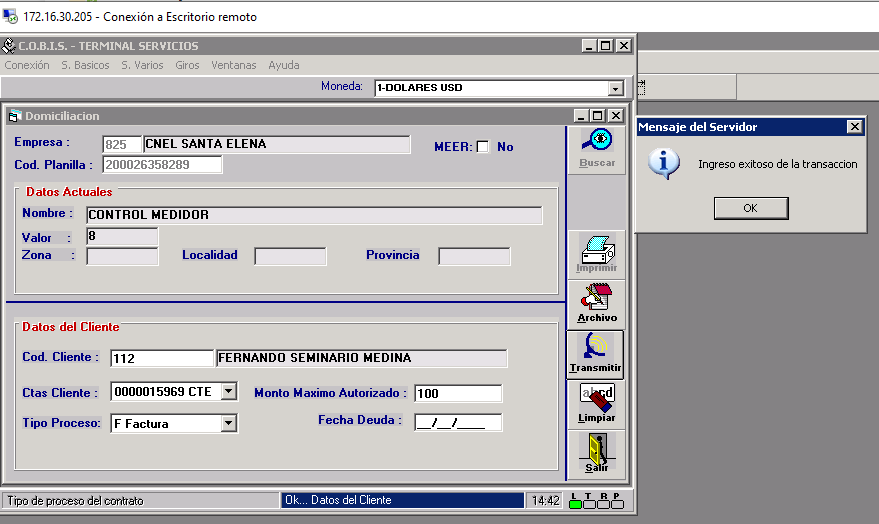 172.16.30.205 - Conexión a Escritorio remoto
C.O.B.I.S. - TERMINAL SERVICIOS
Conexión S. Basicos S. Varios Giros Ventanas Ayuda
Moneda: 1-DOLARES USD
Domiciliacion
Empresa : 825 CNEL SANTA ELENA MEER: No
Cod. Planilla : 200026358289
Buscar
Datos Actuales
Nombre : CONTROL MEDIDOR
Valor : 8
Zona : Localidad Provincia
Imprimir
Archivo
Datos del Cliente
Cod. Cliente : 112 FERNANDO SEMINARIO MEDINA
Transmitir
Ctas Cliente : 0000015969 CTE Monto Maximo Autorizado : 100
Tipo Proceso: F Factura Fecha Deuda : __/__/____
abcd
Limpiar
Salir
Tipo de proceso del contrato Ok... Datos del Cliente 14:42 L T R P
Mensaje del Servidor
Ingreso exitoso de la transaccion
OK